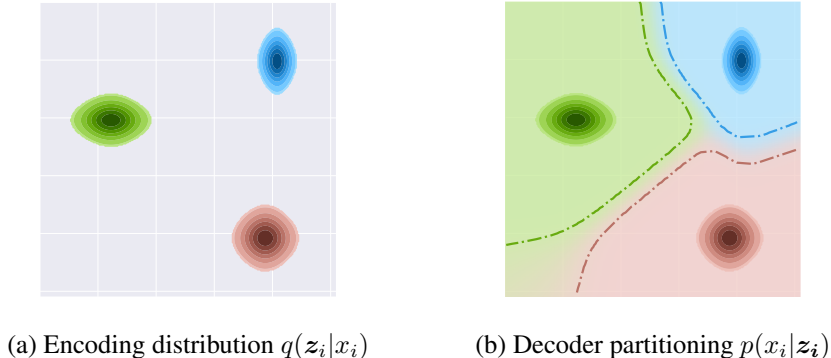 (a) Encoding distribution q(z_i|x_i)
(b) Decoder partitioning p(x_i|z_i)